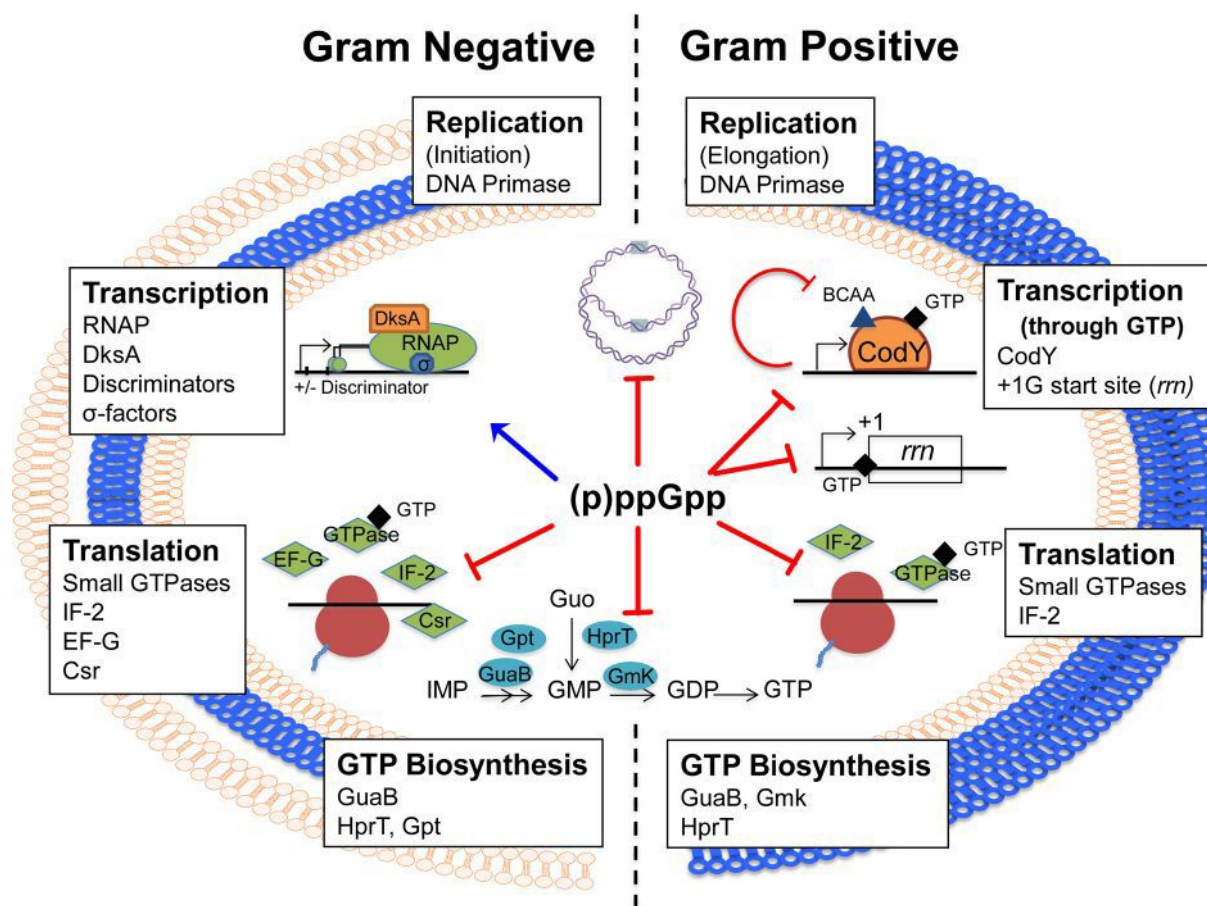 Gram Negative
Gram Positive
Replication
(Initiation)
DNA Primase
Replication
(Elongation)
DNA Primase
Transcription
RNAP
DksA
Discriminators
σ-factors
DksA
RNAP
σ
+/- Discriminator
BCAA
GTP
CodY
Transcription
(through GTP)
CodY
+1G start site (rrn)
+1
rrn
GTP
(p)ppGpp
Translation
Small GTPases
IF-2
EF-G
Csr
GTP
GTPase
EF-G
IF-2
Csr
IF-2
GTP
GTPase
Translation
Small GTPases
IF-2
Guo
Gpt
HprT
GuaB
GmK
IMP
GMP
GDP
GTP
GTP Biosynthesis
GuaB
HprT, Gpt
GTP Biosynthesis
GuaB, Gmk
HprT